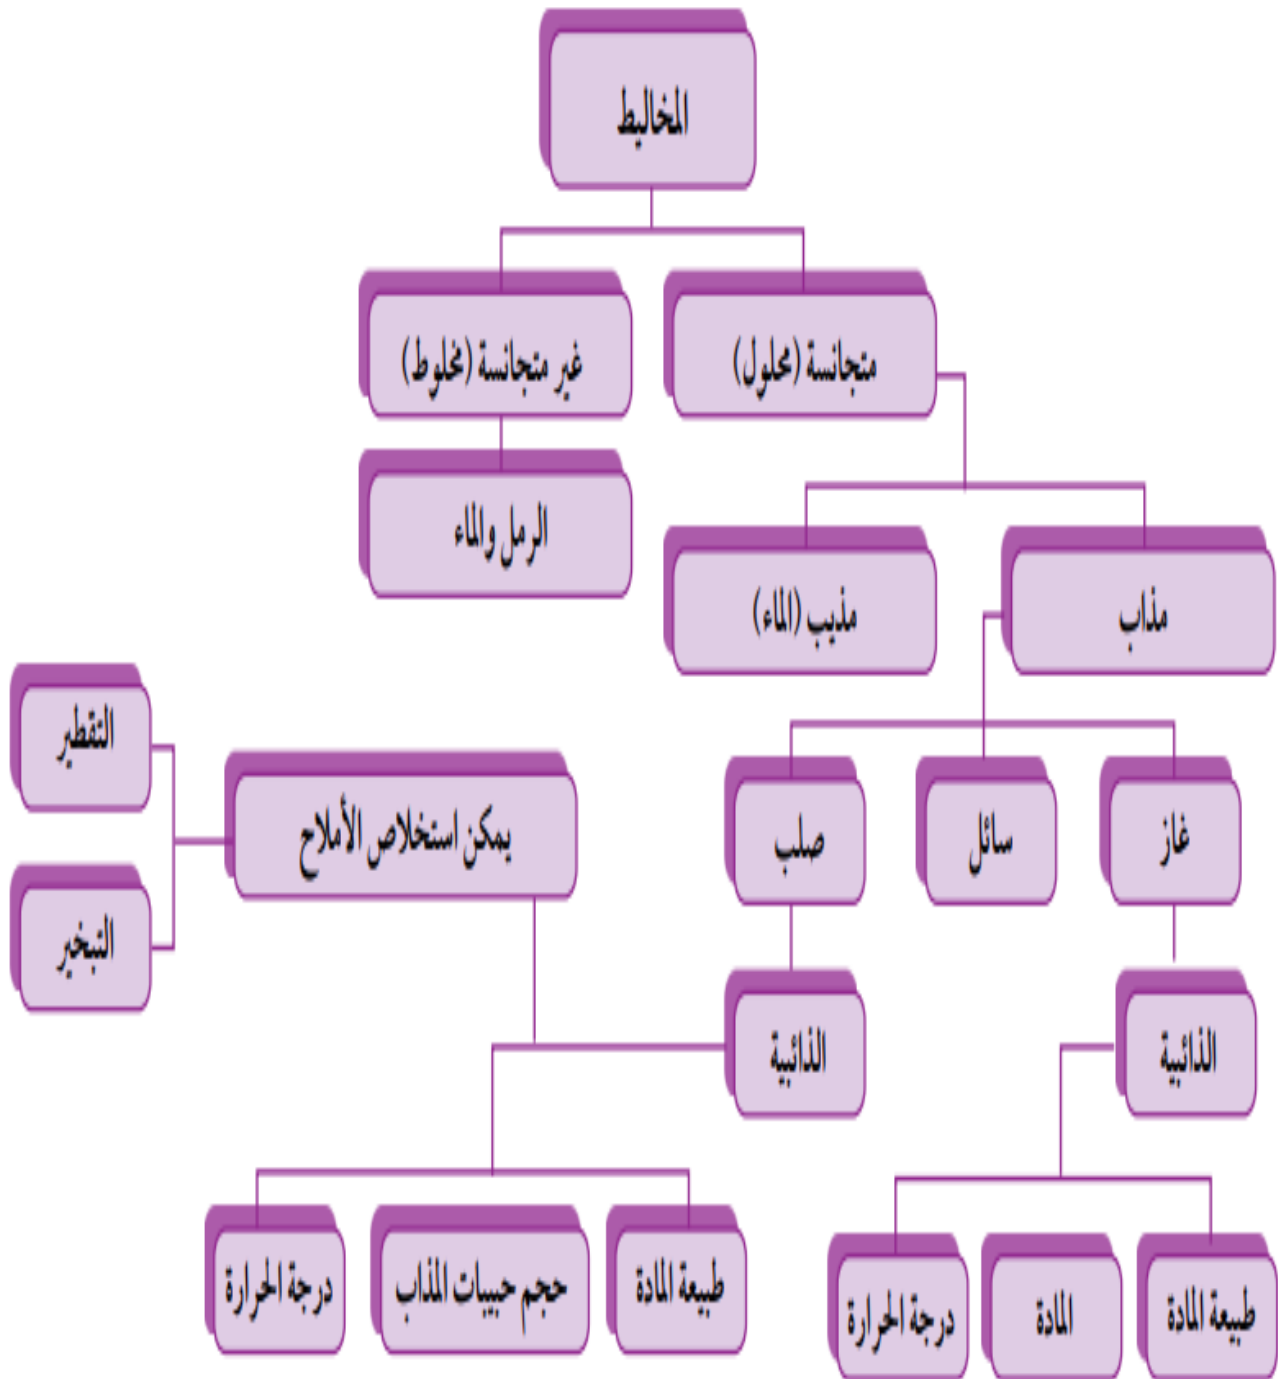 المخاليط
متجانسة (محلول)
غير متجانسة (مخلوط)
الرمل والماء
مذاب
مذيب (الماء)
غاز
سائل
صلب
يمكن استخلاص الأملاح
التقطير
التبخير
الذائبية
الذائبية
طبيعة المادة
المادة
درجة الحرارة
طبيعة المادة
حجم حبيبات المذاب
درجة الحرارة